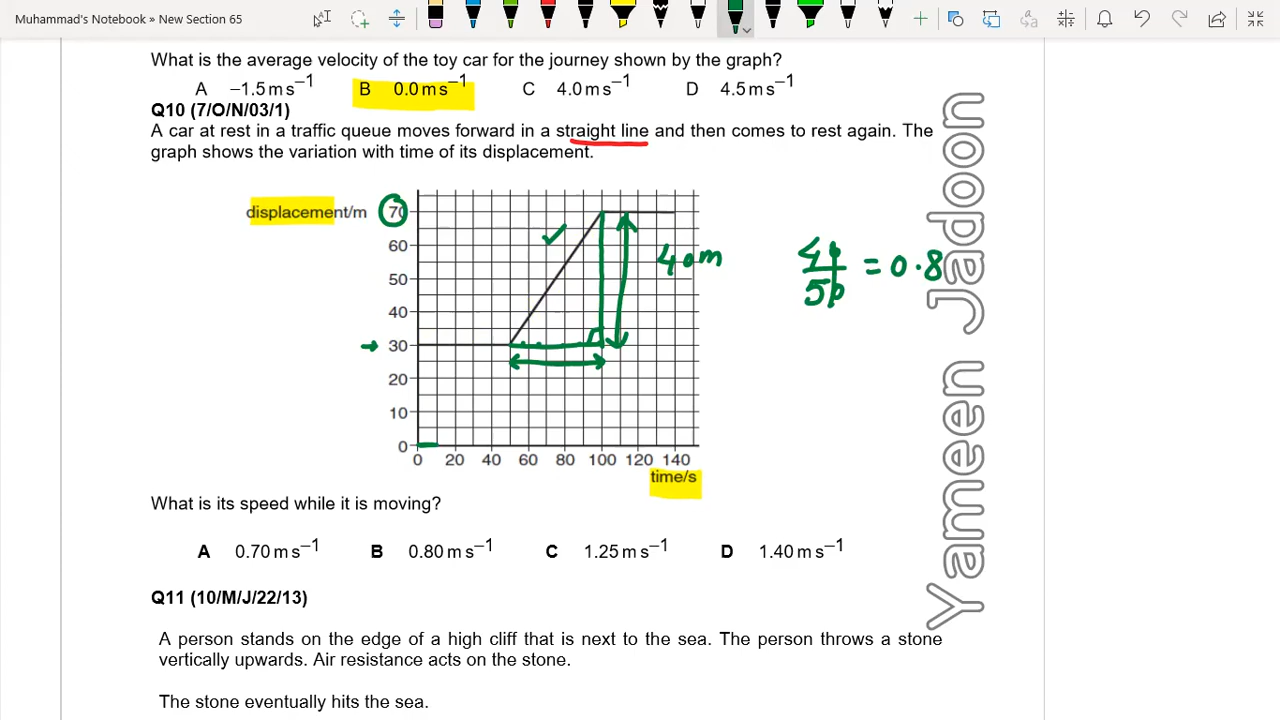 Muhammad's Notebook » New Section 65
What is the average velocity of the toy car for the journey shown by the graph?
A −1.5 m s−1 B 0.0 m s−1 C 4.0 m s−1 D 4.5 m s−1
Q10 (7/O/N/03/1)
A car at rest in a traffic queue moves forward in a straight line and then comes to rest again. The
graph shows the variation with time of its displacement.
displacement/m 70
60
50
40
30
20
10
0
0 20 40 60 80 100 120 140
time/s
40m
40/50 = 0.8
What is its speed while it is moving?
A 0.70 m s−1 B 0.80 m s−1 C 1.25 m s−1 D 1.40 m s−1
Q11 (10/M/J/22/13)
A person stands on the edge of a high cliff that is next to the sea. The person throws a stone
vertically upwards. Air resistance acts on the stone.
The stone eventually hits the sea.
Yameen Jadoon